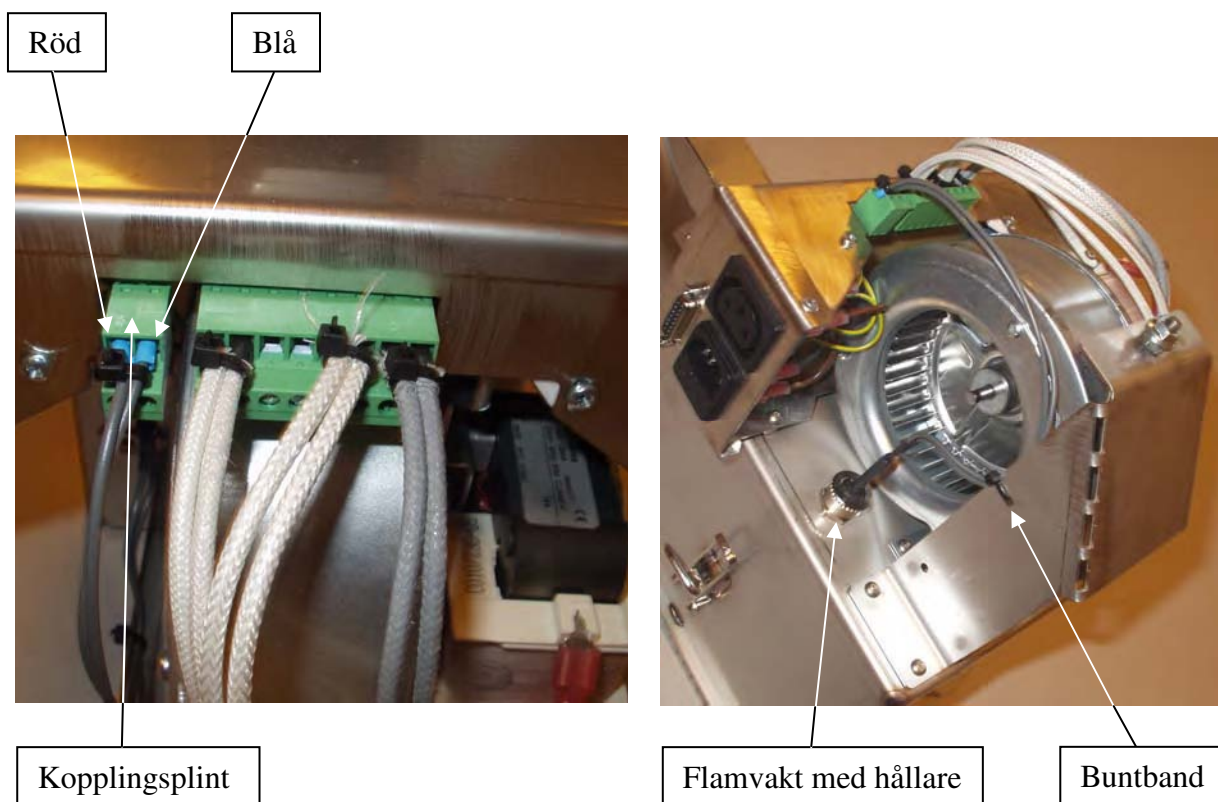 Röd
Blå
Kopplingsplint
Flamvakt med hållare
Buntband